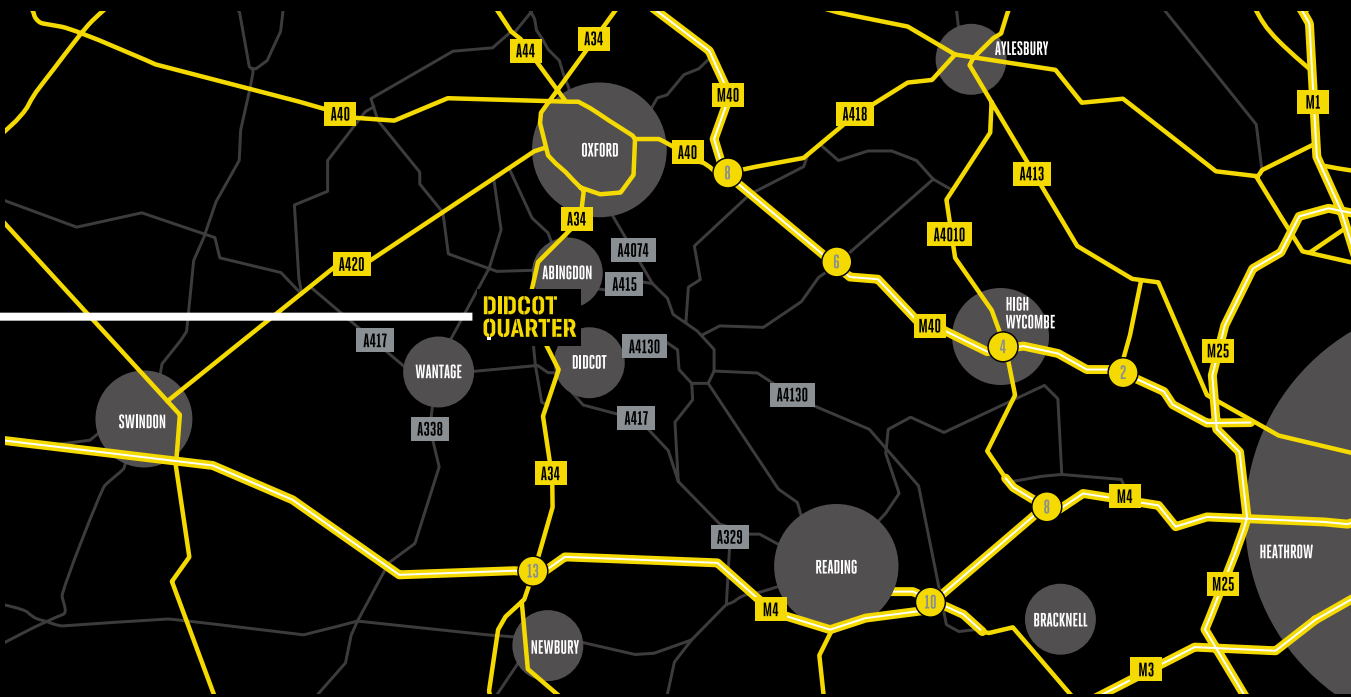 A34
A44
AYLESBURY
M40
M1
A40
A418
OXFORD
A40
8
A413
A34
A4010
A4074
A420
6
ABINGDON
A415
DIDCOT
QUARTER
HIGH
WYCOMBE
M40
A417
A4130
4
M25
DIDCOT
WANTAGE
2
A4130
SWINDON
A417
A338
A34
M4
8
A329
HEATHROW
13
READING
M25
10
M4
BRACKNELL
NEWBURY
M3